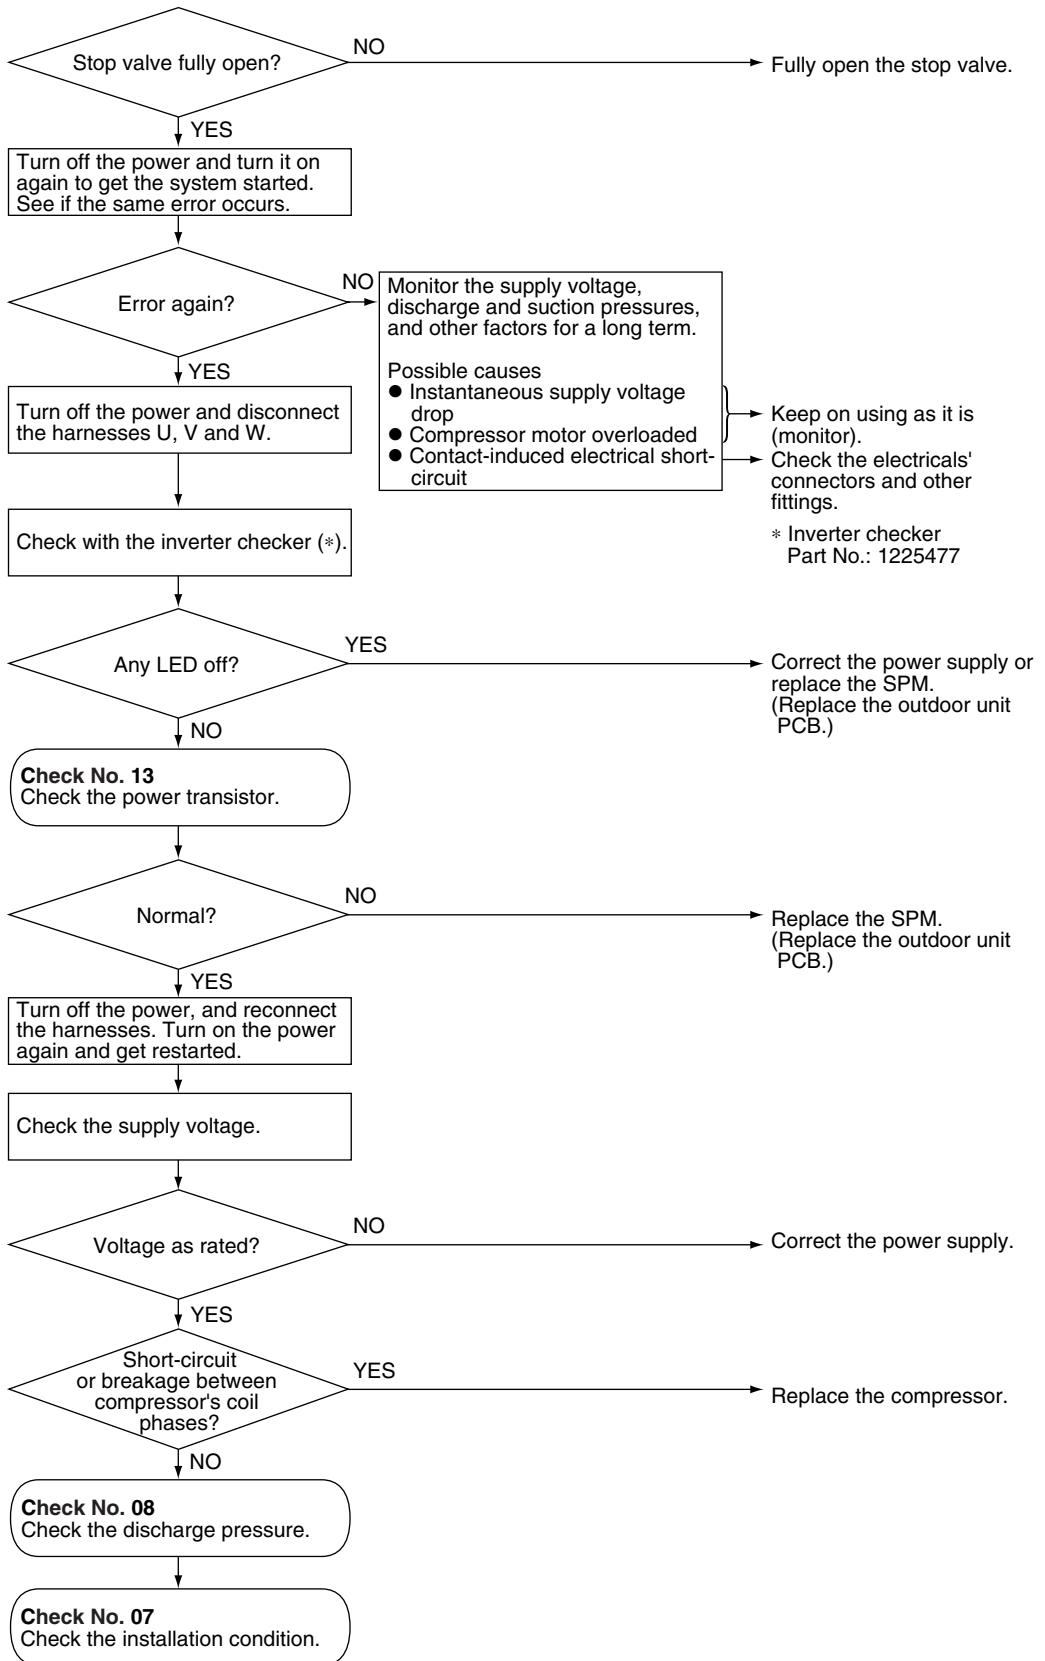 Stop valve fully open?
NO
Fully open the stop valve.
YES
Turn off the power and turn it on
again to get the system started.
See if the same error occurs.
Error again?
NO
Monitor the supply voltage,
discharge and suction pressures,
and other factors for a long term.
Possible causes
● Instantaneous supply voltage
drop
● Compressor motor overloaded
● Contact-induced electrical short-
circuit
Keep on using as it is
(monitor).
Check the electricals'
connectors and other
fittings.
* Inverter checker
Part No.: 1225477
YES
Turn off the power and disconnect
the harnesses U, V and W.
Check with the inverter checker (*).
Any LED off?
YES
Correct the power supply or
replace the SPM.
(Replace the outdoor unit
PCB.)
NO
Check No. 13
Check the power transistor.
Normal?
NO
Replace the SPM.
(Replace the outdoor unit
PCB.)
YES
Turn off the power, and reconnect
the harnesses. Turn on the power
again and get restarted.
Check the supply voltage.
Voltage as rated?
NO
Correct the power supply.
YES
Short-circuit
or breakage between
compressor's coil
phases?
YES
Replace the compressor.
NO
Check No. 08
Check the discharge pressure.
Check No. 07
Check the installation condition.